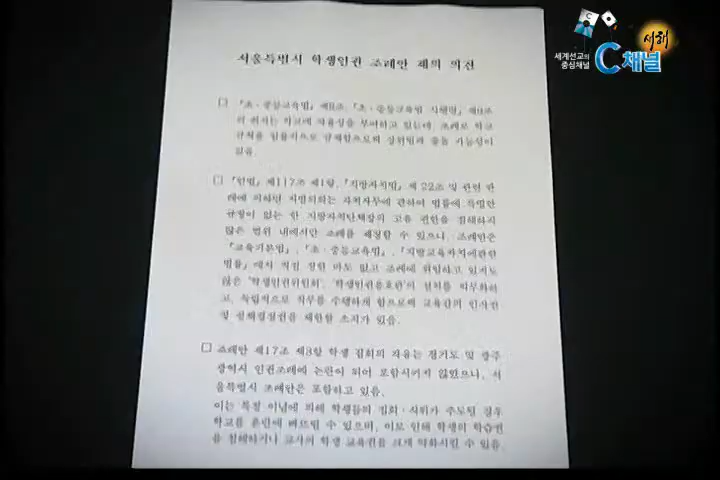 세계선교의
중심채널
C채널
새해
서울특별시 학생인권 조례안 재의 의견
□ 「초·중등교육법」 제8조, 「초·중등교육법 시행령」 제9조
의 취지는 학교에 자율성을 부여하고 있는데, 조례로 학교
규칙을 일률적으로 규제함으로써 상위법과 충돌 가능성이
있음.
□ 「헌법」 제117조 제1항, 「지방자치법」 제 22조 및 관련 판
례에 의하면 지방의회는 자치사무에 관하여 법률에 특별한
규정이 있는 한 지방자치단체장의 고유 권한을 침해하지
않은 범위 내에서만 조례를 제정할 수 있으나, 조례안은
「교육기본법」, 「초·중등교육법」, 「지방교육자치에관한
법률」에서 직접 정한 바도 없고 조례에 위임하고 있지도
않은 '학생인권위원회', '학생인권옹호관'의 설치를 의무화하
고, 독립적으로 직무를 수행하게 함으로써 교육감의 인사권
및 정책결정권을 제한할 소지가 있음.
□ 조례안 제17조 제3항 학생 집회의 자유는 경기도 및 광주
광역시 인권조례에 논란이 되어 포함시키지 않았으나, 서
울특별시 조례안은 포함하고 있음.
이는 특정 이념에 의해 학생들의 집회·시위가 주도될 경우
학교를 혼란에 빠뜨릴 수 있으며, 이로 인해 학생의 학습권
을 침해하거나 교사의 학생 교육권을 크게 약화시킬 수 있음.